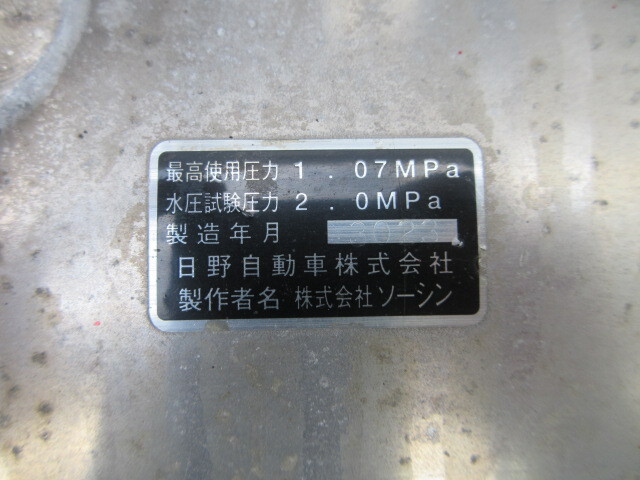 最高使用圧力 1.07MPa
水圧試験圧力 2.0MPa
製造年月
日野自動車株式会社
製作者名 株式会社ソーシン